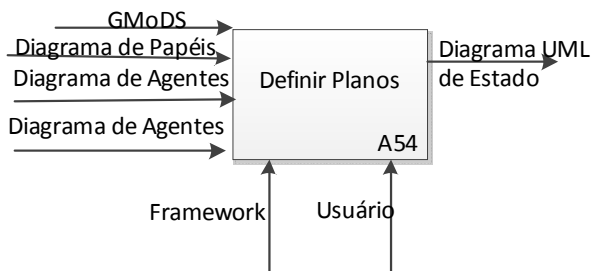 GMoDS
Diagrama de Papéis
Diagrama de Agentes
Diagrama de Agentes
Definir Planos
A54
Diagrama UML
de Estado
Framework
Usuário